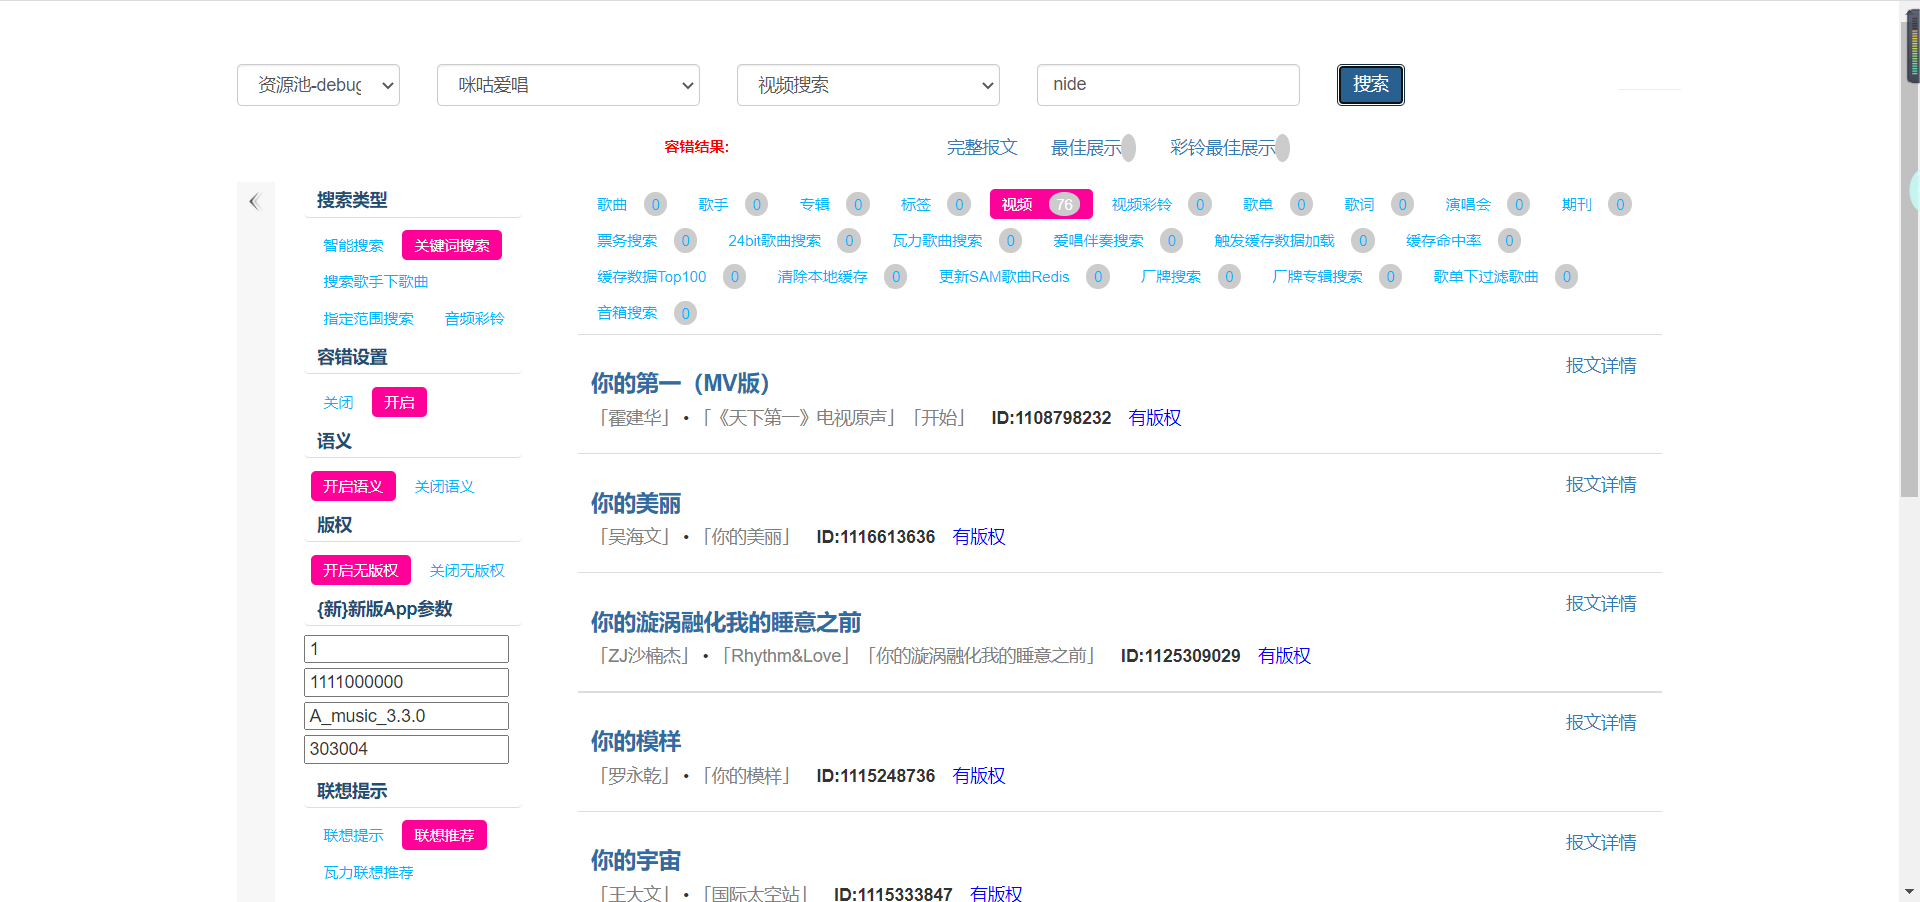 资源池-debug 咪咕爱唱 视频搜索 nide 搜索
容错结果: 完整报文 最佳展示 彩铃最佳展示
搜索类型
智能搜索 关键词搜索
搜索歌手下歌曲
指定范围搜索 音频彩铃
容错设置
关闭 开启
语义
开启语义 关闭语义
版权
开启无版权 关闭无版权
{新}新版App参数
1
1111000000
A_music_3.3.0
303004
联想提示
联想提示 联想推荐
瓦力联想推荐
歌曲 0 歌手 0 专辑 0 标签 0 视频 76 视频彩铃 0 歌单 0 歌词 0 演唱会 0 期刊 0
票务搜索 0 24bit歌曲搜索 0 瓦力歌曲搜索 0 爱唱伴奏搜索 0 触发缓存数据加载 0 缓存命中率 0
缓存数据Top100 0 清除本地缓存 0 更新SAM歌曲Redis 0 厂牌搜索 0 厂牌专辑搜索 0 歌单下过滤歌曲 0
音箱搜索 0
报文详情
你的第一（MV版）
「霍建华」 • 「《天下第一》电视原声」「开始」 ID:1108798232 有版权
报文详情
你的美丽
「吴海文」 • 「你的美丽」 ID:1116613636 有版权
报文详情
你的漩涡融化我的睡意之前
「ZJ沙楠杰」 • 「Rhythm&Love」「你的漩涡融化我的睡意之前」 ID:1125309029 有版权
报文详情
你的模样
「罗永乾」 • 「你的模样」 ID:1115248736 有版权
报文详情
你的宇宙
「王大文」 • 「国际太空站」 ID:1115333847 有版权